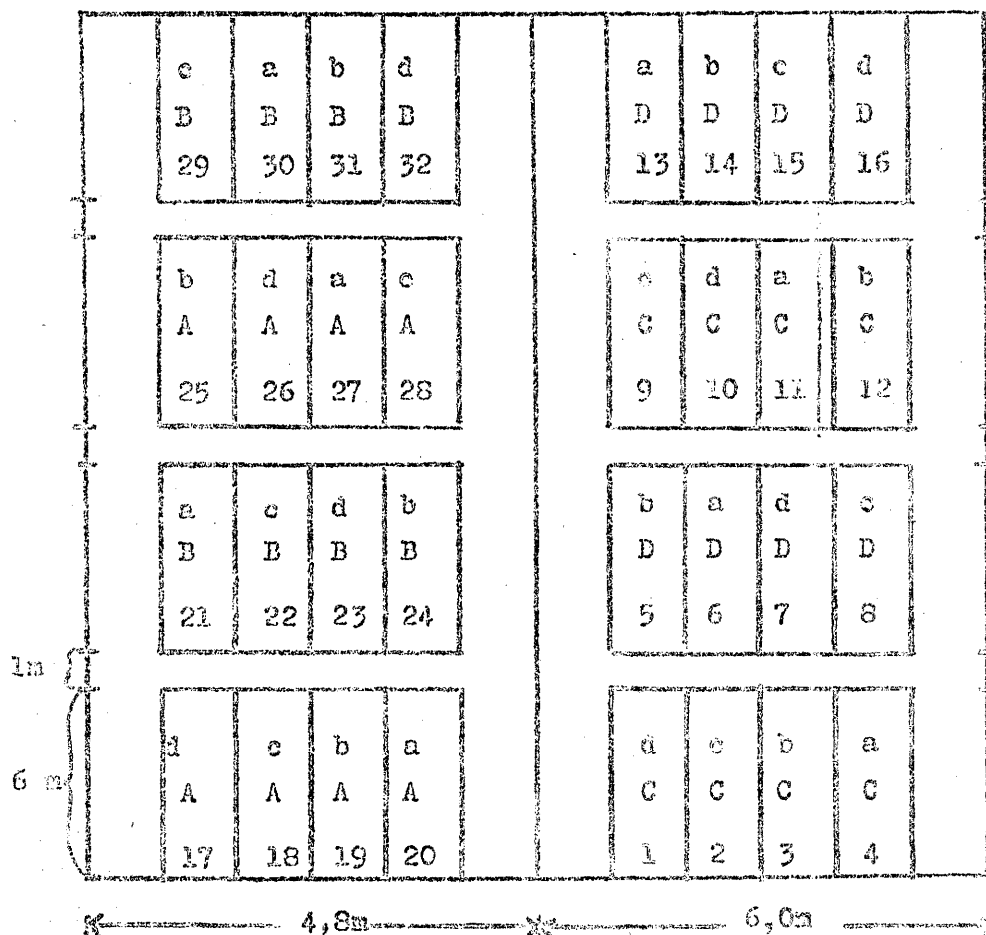 c a b d a b c d
B B B B D D D D
29 30 31 32 13 14 15 16
b d a c c d a b
A A A A C C C C
25 26 27 28 9 10 11 12
a c d b b a d c
B B B B D D D D
21 22 23 24 5 6 7 8
1m
d c b a d c b a
6 m A A A A C C C C
17 18 19 20 1 2 3 4
4,8m 6,0m